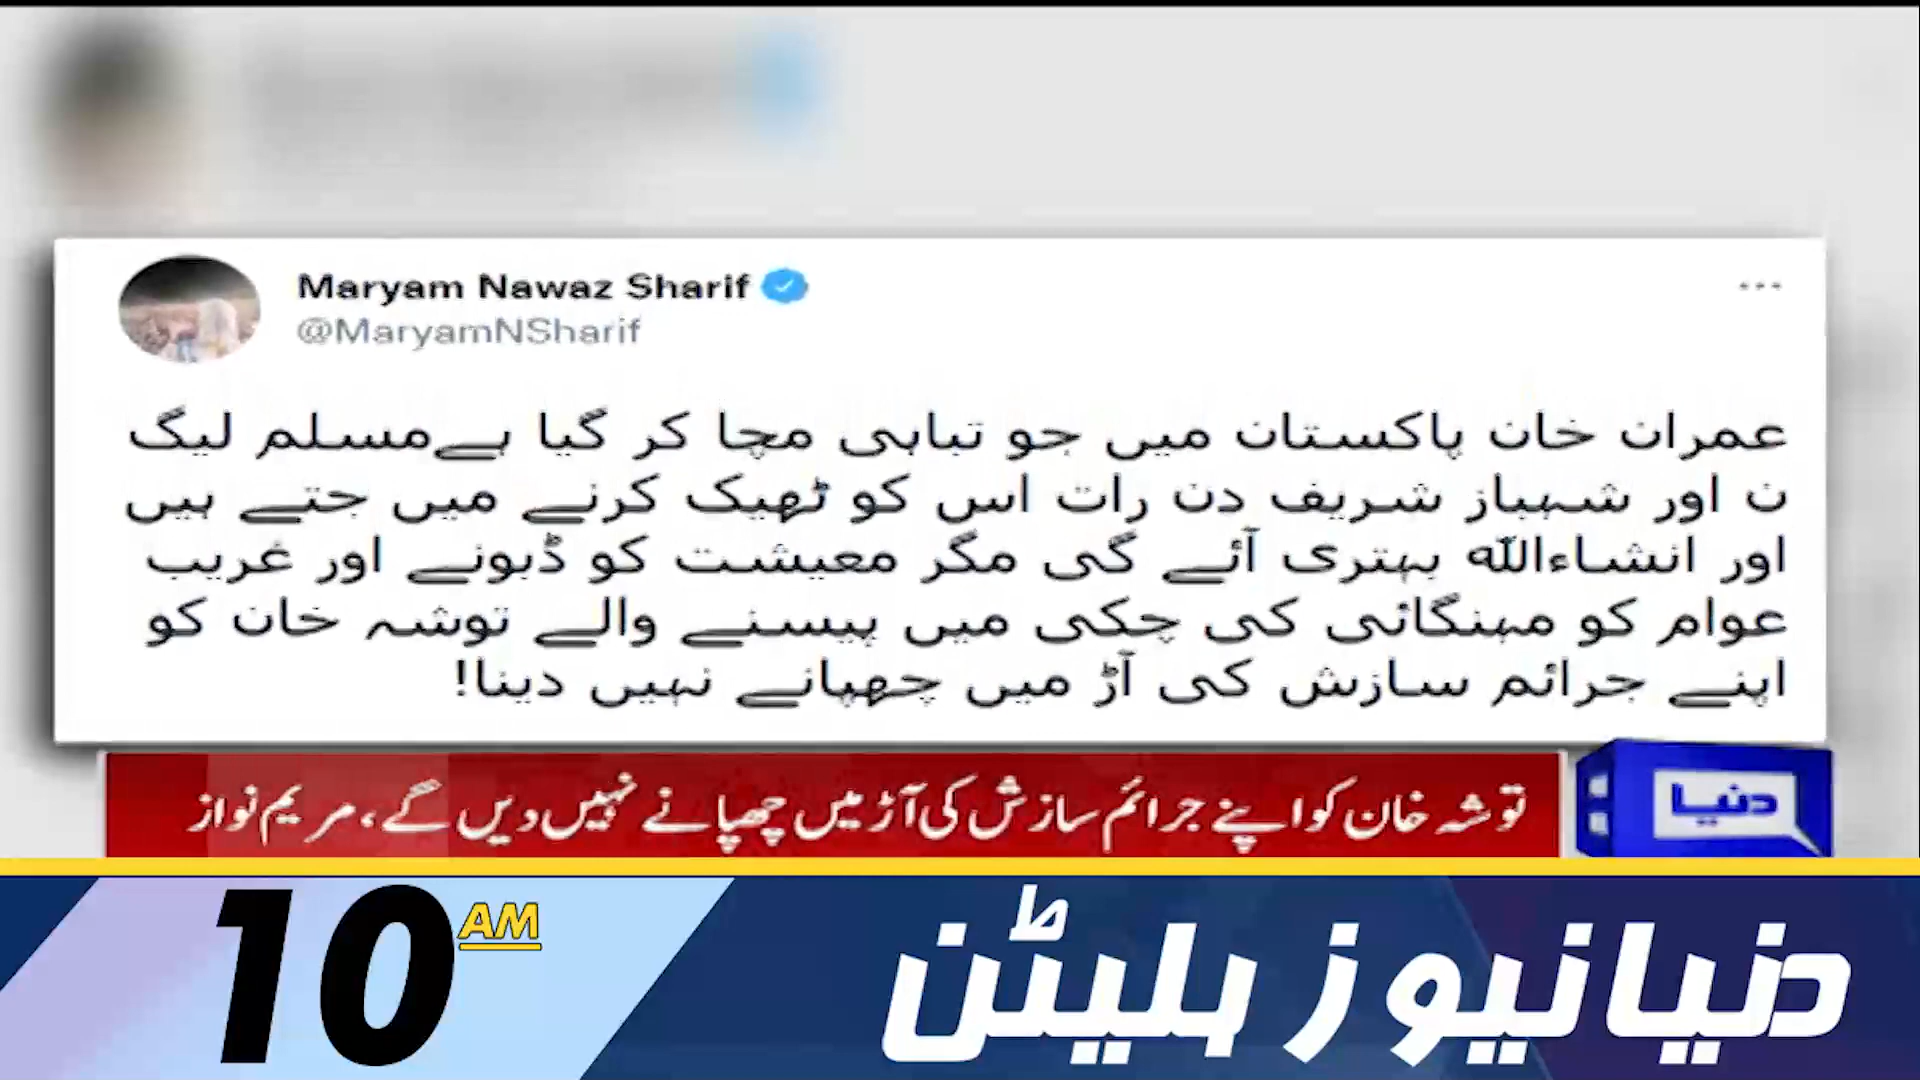 Maryam Nawaz Sharif
@MaryamNSharif
عمران خان پاکستان میں جو تباہی مچا کر گیا ہےمسلم لیگ
ن اور شہباز شریف دن رات اس کو ٹھیک کرنے میں جتے ہیں
اور انشاءاللّٰہ بہتری آئے گی مگر معیشت کو ڈبونے اور غریب
عوام کو مہنگائی کی چکی میں پیسنے والے توشہ خان کو
اپنے جرائم سازش کی آڑ میں چھپانے نہیں دینا!
توشہ خان کو اپنے جرائم سازش کی آڑ میں چھپانے نہیں دیں گے، مریم نواز
دنیا
10 AM
دنیا نیوز بلیٹن